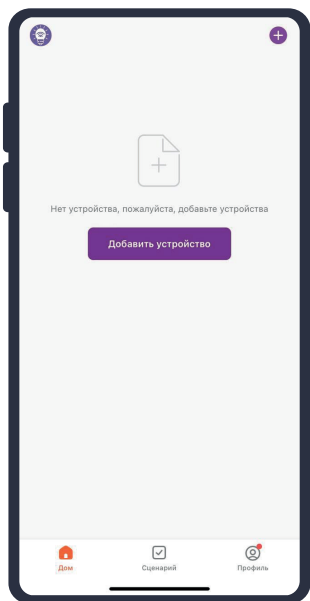 Нет устройства, пожалуйста, добавьте устройства
Добавить устройство
Дом
Сценарий
Профиль